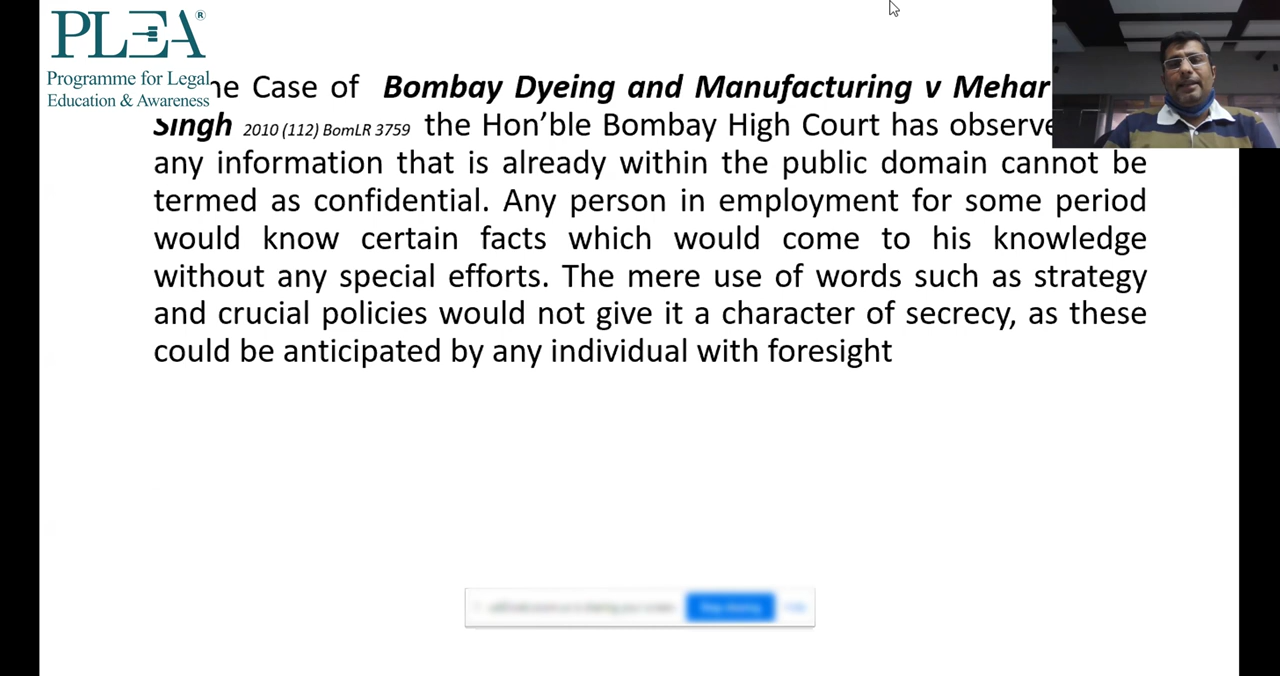 PLEA®
Programme for Legal
Education & Awareness
he Case of Bombay Dyeing and Manufacturing v Mehar
Singh 2010 (112) BomLR 3759 the Hon’ble Bombay High Court has observe
any information that is already within the public domain cannot be
termed as confidential. Any person in employment for some period
would know certain facts which would come to his knowledge
without any special efforts. The mere use of words such as strategy
and crucial policies would not give it a character of secrecy, as these
could be anticipated by any individual with foresight